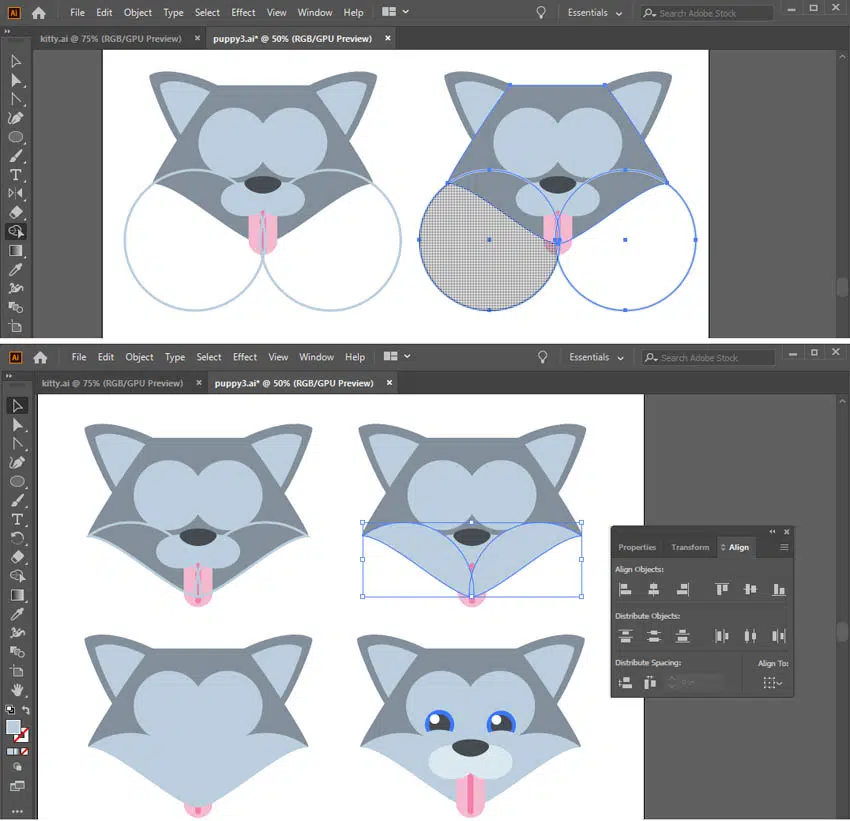 Ai File Edit Object Type Select Effect View Window Help Essentials Search Adobe Stock
kitty.ai @ 75% (RGB/GPU Preview) × puppy3.ai* @ 50% (RGB/GPU Preview) ×
T
Ai File Edit Object Type Select Effect View Window Help Essentials Search Adobe Stock
kitty.ai @ 75% (RGB/GPU Preview) × puppy3.ai* @ 50% (RGB/GPU Preview) ×
T
Properties Transform Align
Align Objects:
Distribute Objects:
Distribute Spacing: Align To: